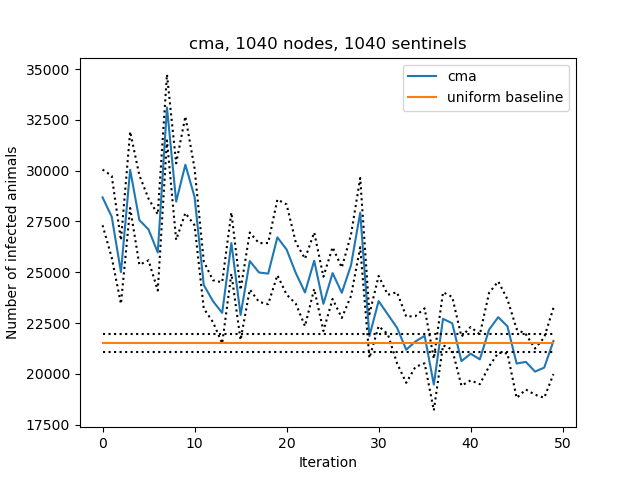 cma, 1040 nodes, 1040 sentinels
cma
uniform baseline
Number of infected animals
35000
32500
30000
27500
25000
22500
20000
17500
0 10 20 30 40 50
Iteration